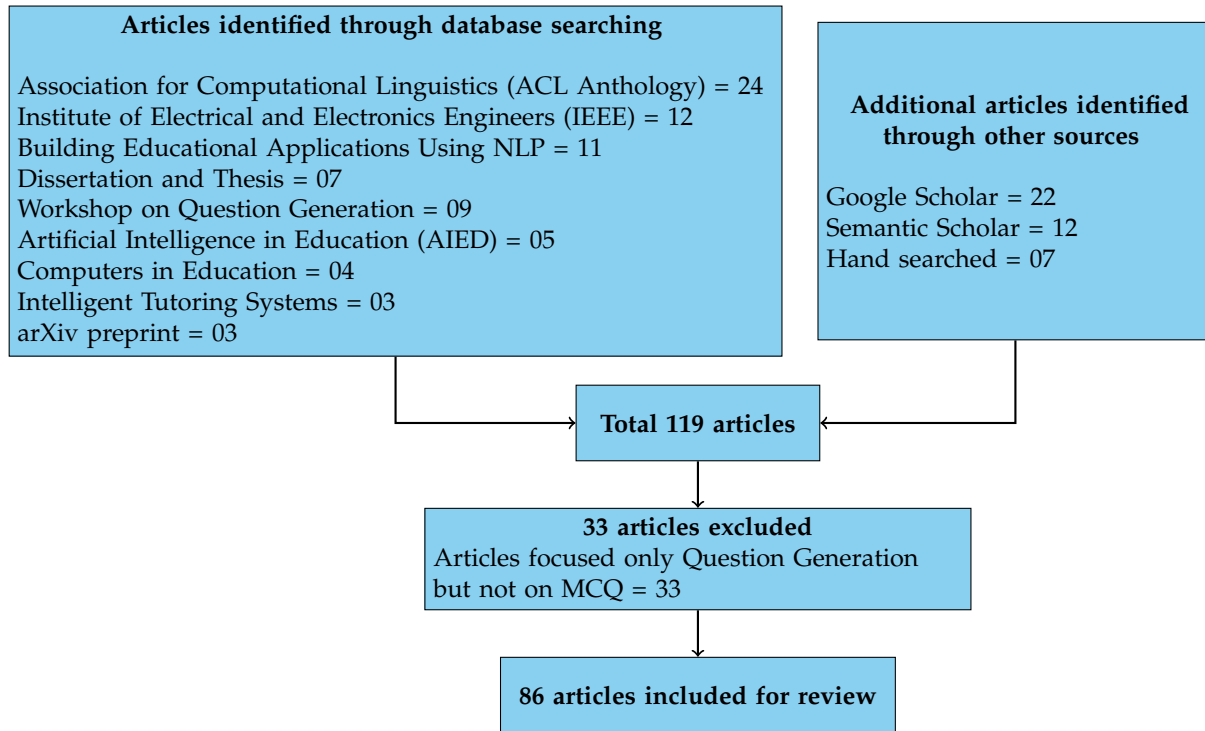 Articles identified through database searching
Association for Computational Linguistics (ACL Anthology) = 24
Institute of Electrical and Electronics Engineers (IEEE) = 12
Building Educational Applications Using NLP = 11
Dissertation and Thesis = 07
Workshop on Question Generation = 09
Artificial Intelligence in Education (AIED) = 05
Computers in Education = 04
Intelligent Tutoring Systems = 03
arXiv preprint = 03
Additional articles identified
through other sources
Google Scholar = 22
Semantic Scholar = 12
Hand searched = 07
Total 119 articles
33 articles excluded
Articles focused only Question Generation
but not on MCQ = 33
86 articles included for review